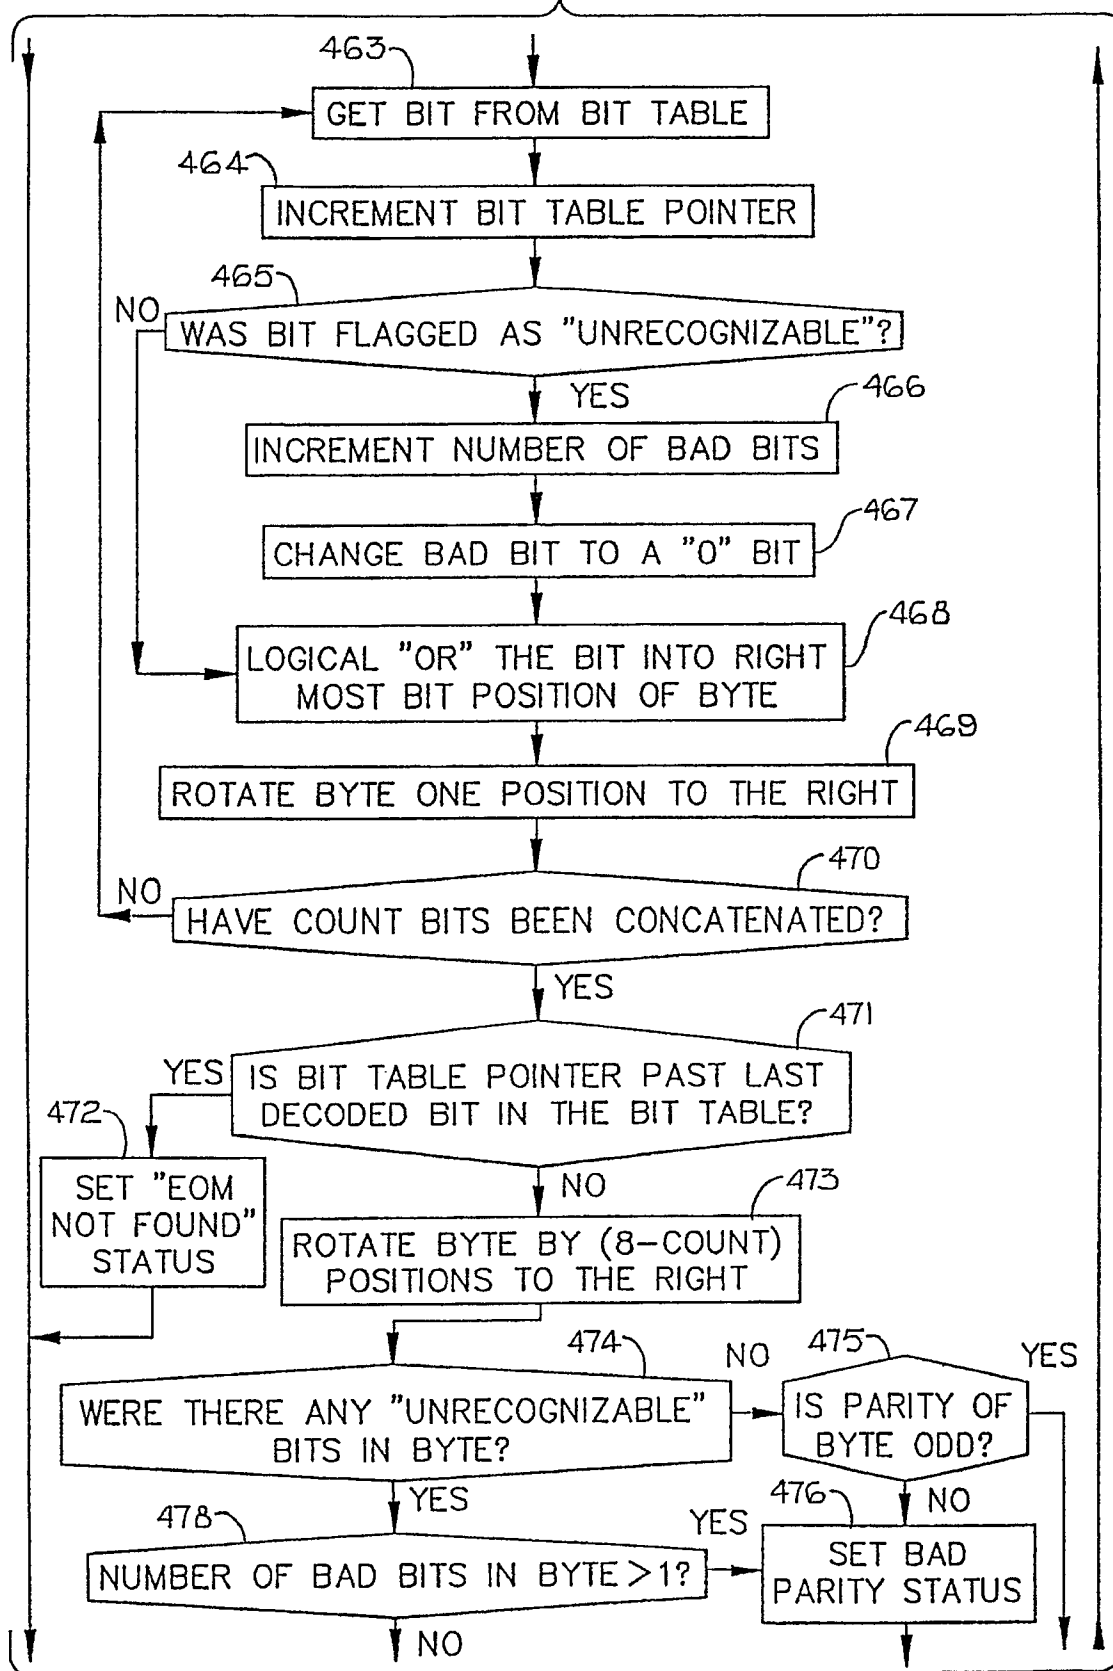 463
GET BIT FROM BIT TABLE
464
INCREMENT BIT TABLE POINTER
465
NO
WAS BIT FLAGGED AS "UNRECOGNIZABLE"?
YES
466
INCREMENT NUMBER OF BAD BITS
467
CHANGE BAD BIT TO A "0" BIT
468
LOGICAL "OR" THE BIT INTO RIGHT
MOST BIT POSITION OF BYTE
469
ROTATE BYTE ONE POSITION TO THE RIGHT
470
NO
HAVE COUNT BITS BEEN CONCATENATED?
YES
471
YES
IS BIT TABLE POINTER PAST LAST
DECODED BIT IN THE BIT TABLE?
472
SET "EOM
NOT FOUND"
STATUS
NO
473
ROTATE BYTE BY (8-COUNT)
POSITIONS TO THE RIGHT
474
NO
475
YES
WERE THERE ANY "UNRECOGNIZABLE"
BITS IN BYTE?
IS PARITY OF
BYTE ODD?
YES
476
NO
478
YES
NUMBER OF BAD BITS IN BYTE >1?
SET BAD
PARITY STATUS
NO